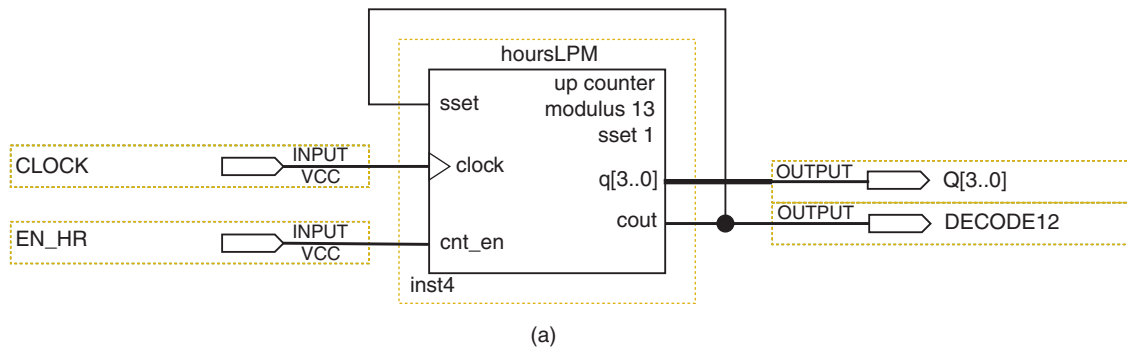 hoursLPM
up counter
modulus 13
sset 1
sset
CLOCK
INPUT
VCC
clock
q[3..0]
OUTPUT
Q[3..0]
cout
OUTPUT
DECODE12
EN_HR
INPUT
VCC
cnt_en
inst4
(a)